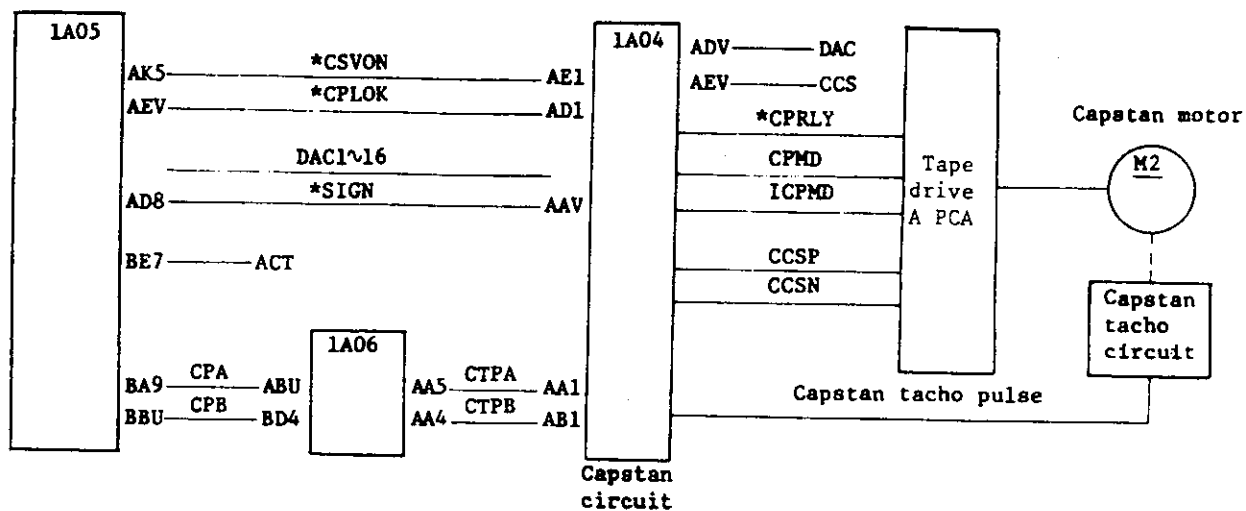 1A05
AK5
*CSVON
AE1
AEV
*CPLOK
AD1
DAC1~16
AD8
*SIGN
AAV
BE7
ACT
1A06
BA9
CPA
ABU
AA5
CTPA
AA1
BBU
CPB
BD4
AA4
CTPB
AB1
1A04
Capstan
circuit
ADV
DAC
AEV
CCS
*CPRLY
CPMD
ICPMD
CCSP
CCSN
Tape
drive
A PCA
Capstan motor
M2
Capstan
tacho
circuit
Capstan tacho pulse